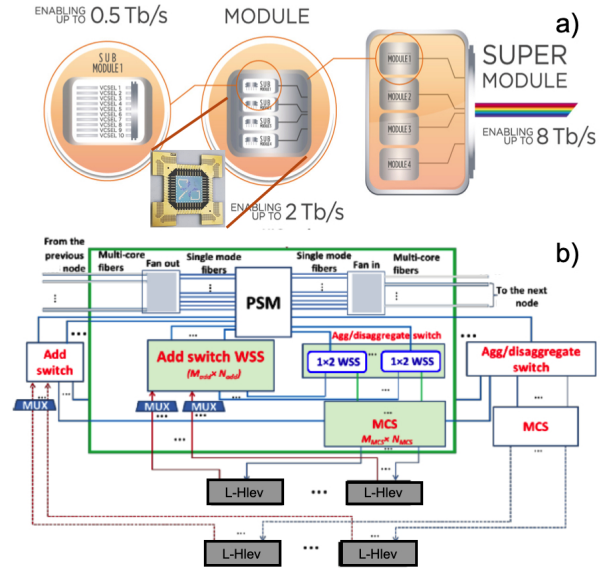 a)
ENABLING
UP TO 0.5 Tb/s
SUB
MODULE 1
VCSEL 1
VCSEL 2
VCSEL 3
VCSEL 4
VCSEL 5
VCSEL 6
VCSEL 7
VCSEL 8
VCSEL 9
VCSEL 10
MODULE
SUB
SUB
SUB
SUB
ENABLING
UP TO 2 Tb/s
MODULE 1
MODULE 2
MODULE 3
MODULE 4
SUPER
MODULE
ENABLING
UP TO 8 Tb/s
b)
From the
previous
node
Multi-core
fibers
Fan out
Single mode
fibers
PSM
Single mode
fibers
Fan in
Multi-core
fibers
To the next
node
Add
switch
Add switch WSS
(Madd× Nadd)
Agg/disaggregate switch
1×2 WSS
...
1×2 WSS
Agg/disaggregate
switch
MUX
MUX
MUX
MCS
MMCS× NMCS
MCS
L-Hlev
...
L-Hlev
L-Hlev
...
L-Hlev